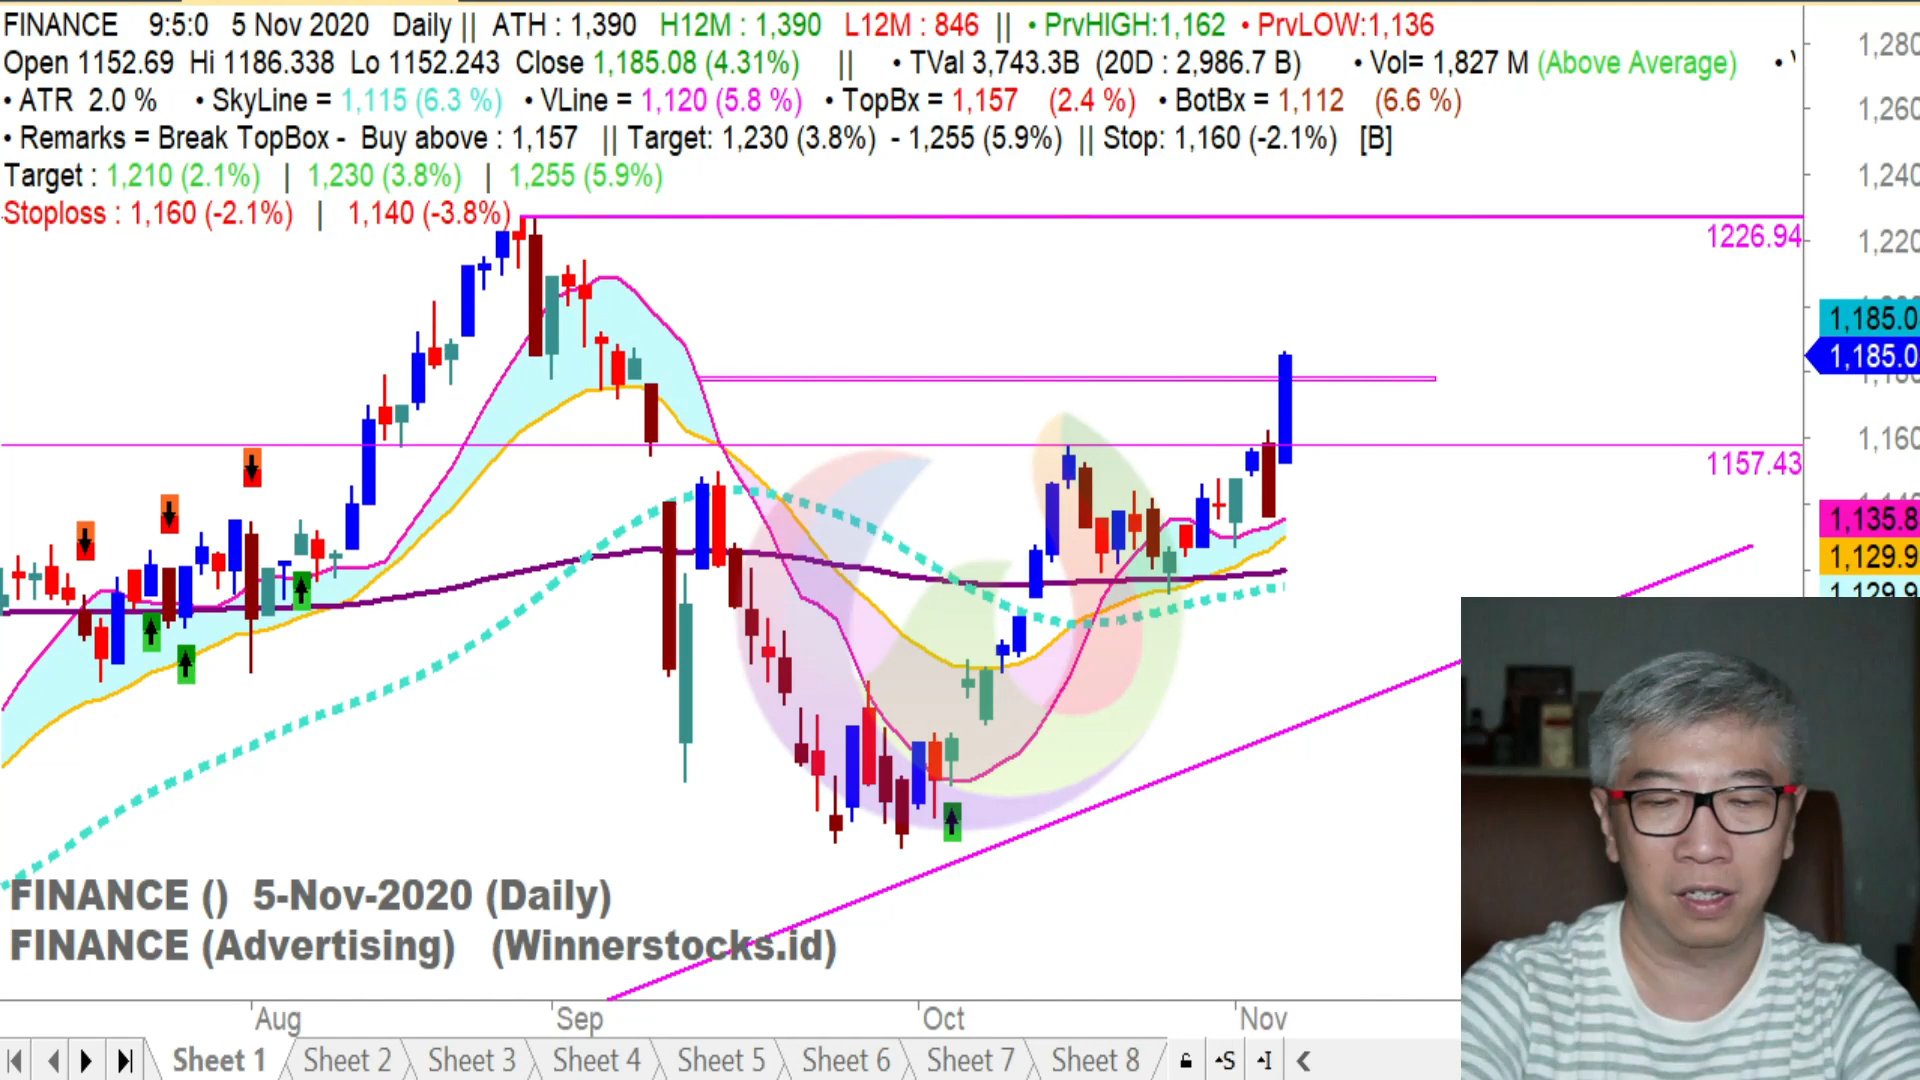 FINANCE 9:5:0 5 Nov 2020 Daily || ATH : 1,390 H12M : 1,390 L12M : 846 || • PrvHIGH:1,162 • PrvLOW:1,136
Open 1152.69 Hi 1186.338 Lo 1152.243 Close 1,185.08 (4.31%) || • TVal 3,743.3B (20D : 2,986.7 B) • Vol= 1,827 M (Above Average) •
• ATR 2.0 % • SkyLine = 1,115 (6.3 %) • VLine = 1,120 (5.8 %) • TopBx = 1,157 (2.4 %) • BotBx = 1,112 (6.6 %)
• Remarks = Break TopBox - Buy above : 1,157 || Target: 1,230 (3.8%) - 1,255 (5.9%) || Stop: 1,160 (-2.1%) [B]
Target : 1,210 (2.1%) | 1,230 (3.8%) | 1,255 (5.9%)
Stoploss : 1,160 (-2.1%) | 1,140 (-3.8%)
1,280
1,260
1,240
1226.94
1,220
1,185.0
1,185.0
1,160
1157.43
1,135.8
1,129.9
1,129.9
FINANCE () 5-Nov-2020 (Daily)
FINANCE (Advertising) (Winnerstocks.id)
Aug Sep Oct Nov
Sheet 1 Sheet 2 Sheet 3 Sheet 4 Sheet 5 Sheet 6 Sheet 7 Sheet 8 S I